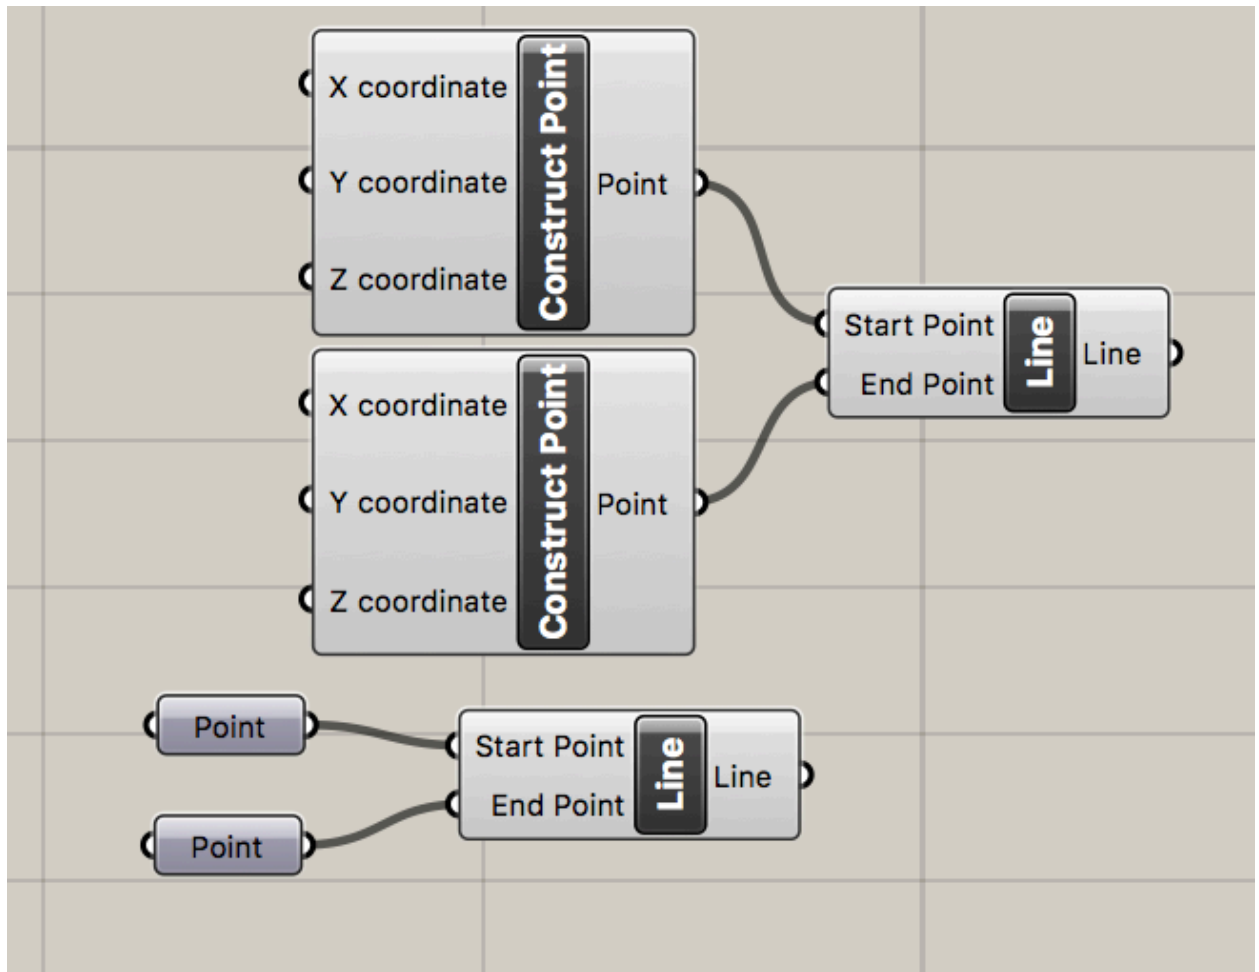 X coordinate
Y coordinate
Z coordinate
Construct Point
Point
X coordinate
Y coordinate
Z coordinate
Construct Point
Point
Start Point
End Point
Line
Line
Point
Point
Start Point
End Point
Line
Line